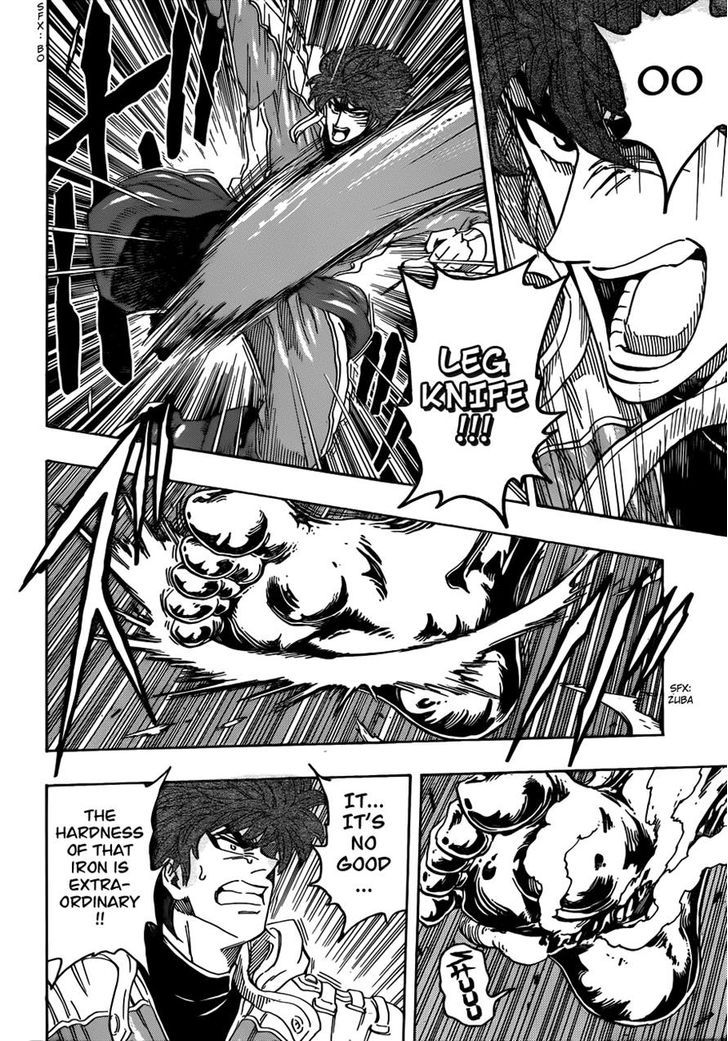 OO
LEG
KNIFE
!!!
SFX: BO
SFX:
ZUBA
SHUUU
IT...
IT'S
NO
GOOD
...
THE
HARDNESS
OF THAT
IRON IS
EXTRA-
ORDINARY
!!